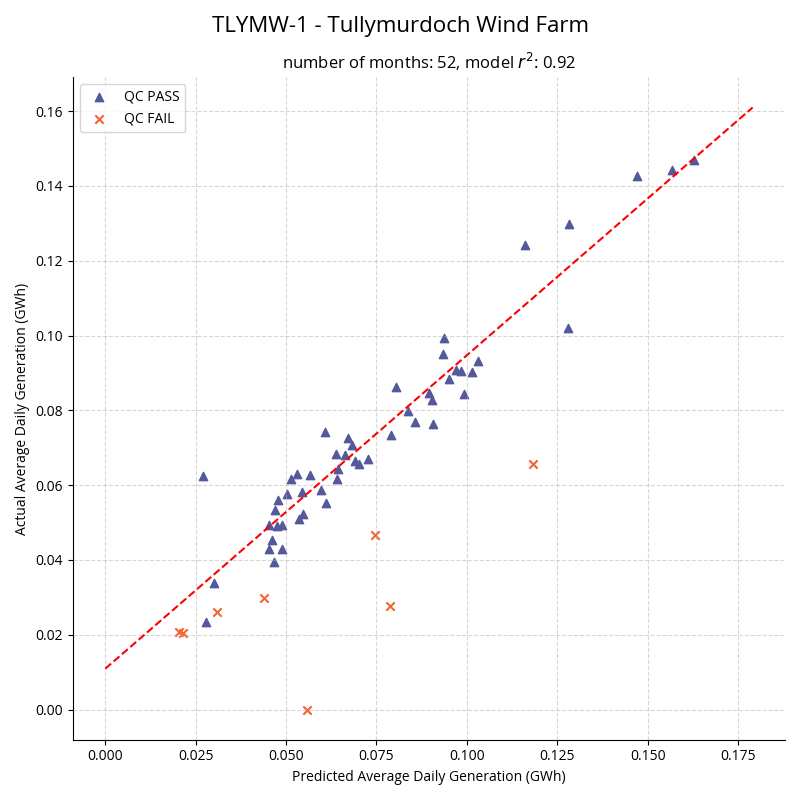 TLYMW-1 - Tullymurdoch Wind Farm
number of months: 52, model r²: 0.92
QC PASS
QC FAIL
0.16
0.14
0.12
0.10
0.08
0.06
0.04
0.02
0.00
Actual Average Daily Generation (GWh)
0.000 0.025 0.050 0.075 0.100 0.125 0.150 0.175
Predicted Average Daily Generation (GWh)